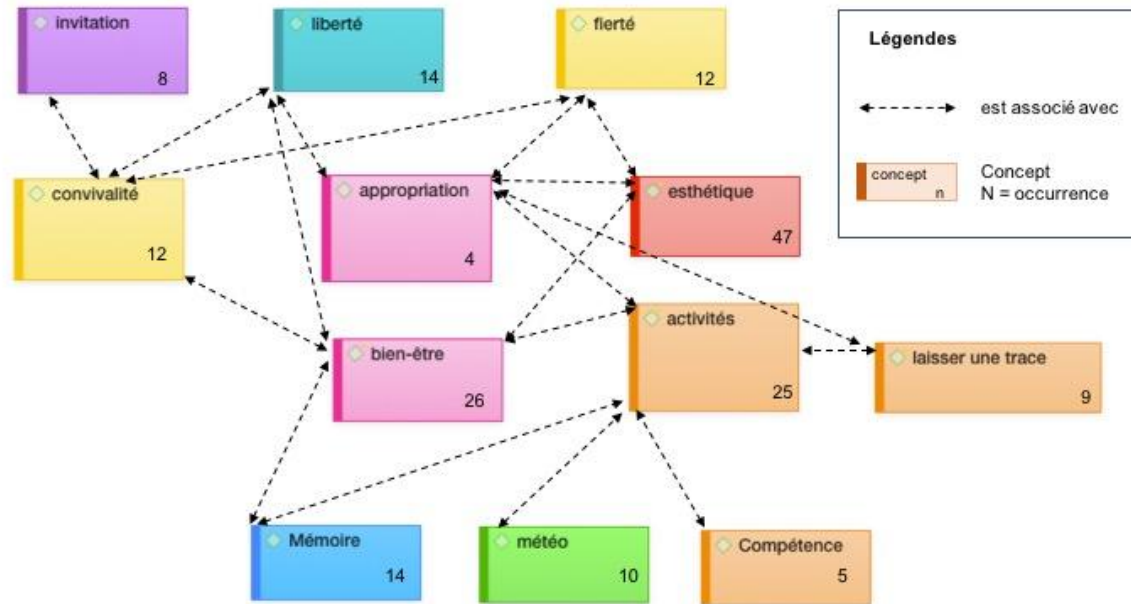 invitation
8
liberté
14
fierté
12
Légendes
est associé avec
concept
n
Concept
N = occurrence
convivalité
12
appropriation
4
esthétique
47
bien-être
26
activités
25
laisser une trace
9
Mémoire
14
météo
10
Compétence
5